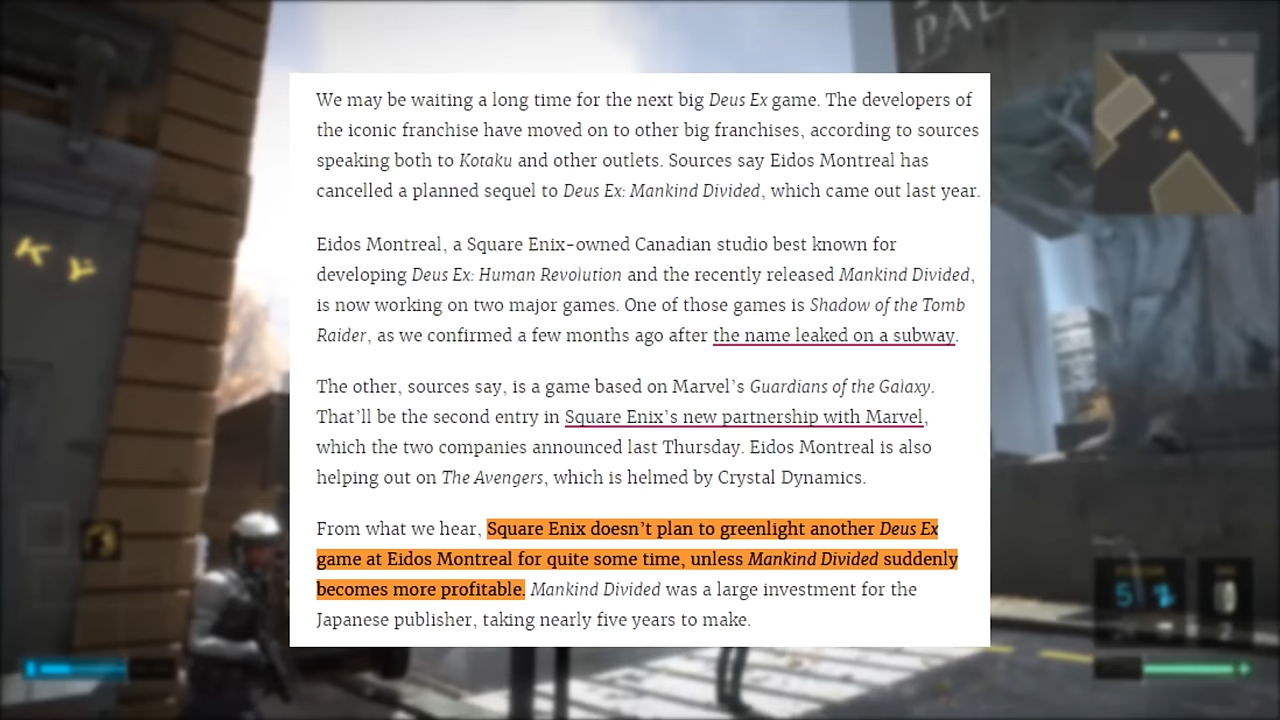 PAL
K Y
We may be waiting a long time for the next big Deus Ex game. The developers of
the iconic franchise have moved on to other big franchises, according to sources
speaking both to Kotaku and other outlets. Sources say Eidos Montreal has
cancelled a planned sequel to Deus Ex: Mankind Divided, which came out last year.
Eidos Montreal, a Square Enix-owned Canadian studio best known for
developing Deus Ex: Human Revolution and the recently released Mankind Divided,
is now working on two major games. One of those games is Shadow of the Tomb
Raider, as we confirmed a few months ago after the name leaked on a subway.
The other, sources say, is a game based on Marvel’s Guardians of the Galaxy.
That’ll be the second entry in Square Enix’s new partnership with Marvel,
which the two companies announced last Thursday. Eidos Montreal is also
helping out on The Avengers, which is helmed by Crystal Dynamics.
From what we hear, Square Enix doesn’t plan to greenlight another Deus Ex
game at Eidos Montreal for quite some time, unless Mankind Divided suddenly
becomes more profitable. Mankind Divided was a large investment for the
Japanese publisher, taking nearly five years to make.
5
2